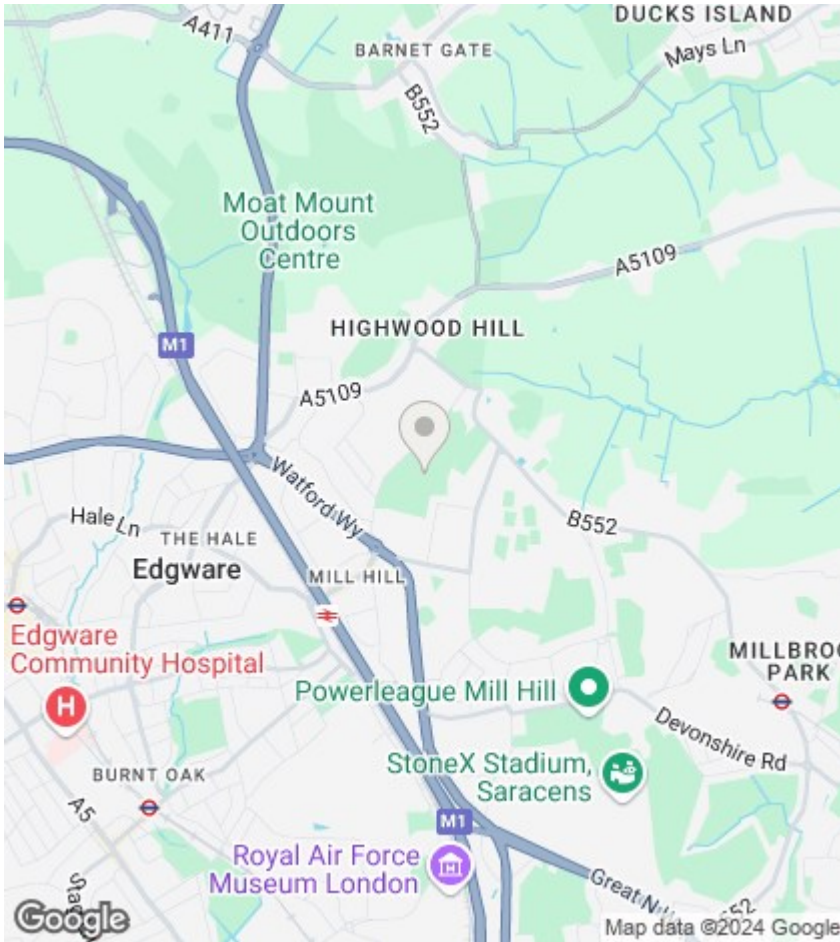 DUCKS ISLAND
A411
BARNET GATE
Mays Ln
B552
Moat Mount
Outdoors
Centre
A5109
HIGHWOOD HILL
M1
A5109
Watford Wy
Hale Ln
THE HALE
B552
Edgware
MILL HILL
Edgware
Community Hospital
H
Powerleague Mill Hill
PARK
Devonshire Rd
StoneX Stadium,
Saracens
BURNT OAK
A5
M1
Royal Air Force
Museum London
Great
Google
Map data ©2024 Google